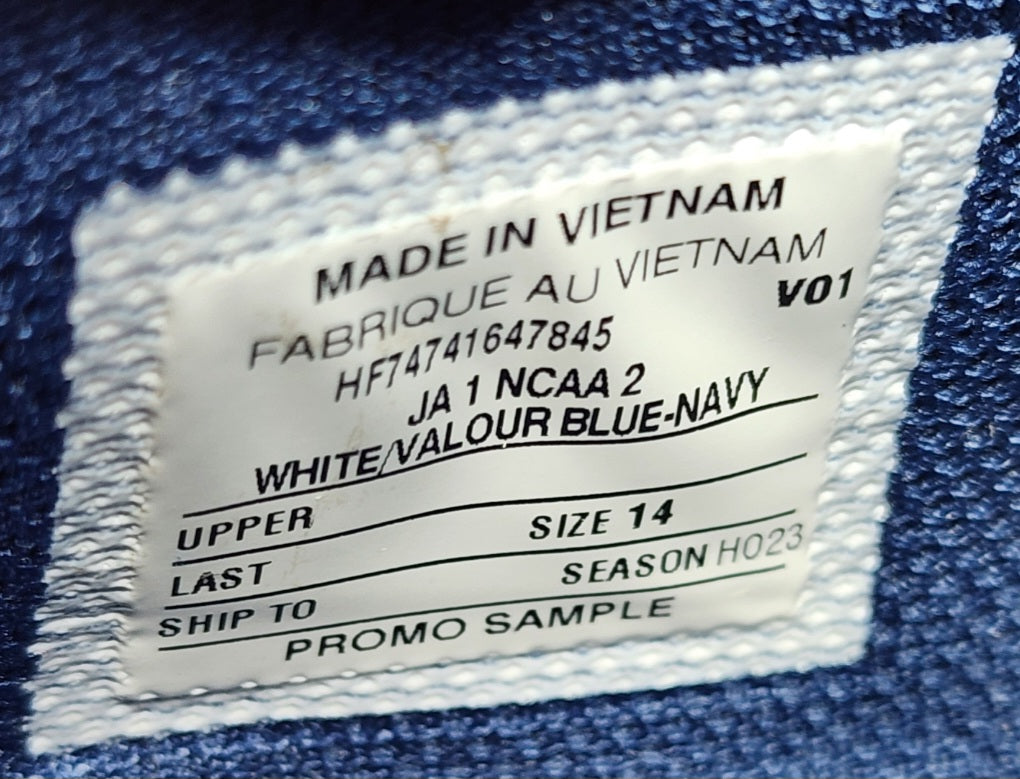 MADE IN VIETNAM
FABRIQUE AU VIETNAM
V01
HF74741647845
JA 1 NCAA 2
WHITE/VALOUR BLUE-NAVY
UPPER
SIZE 14
LAST
SEASON HO23
SHIP TO
PROMO SAMPLE